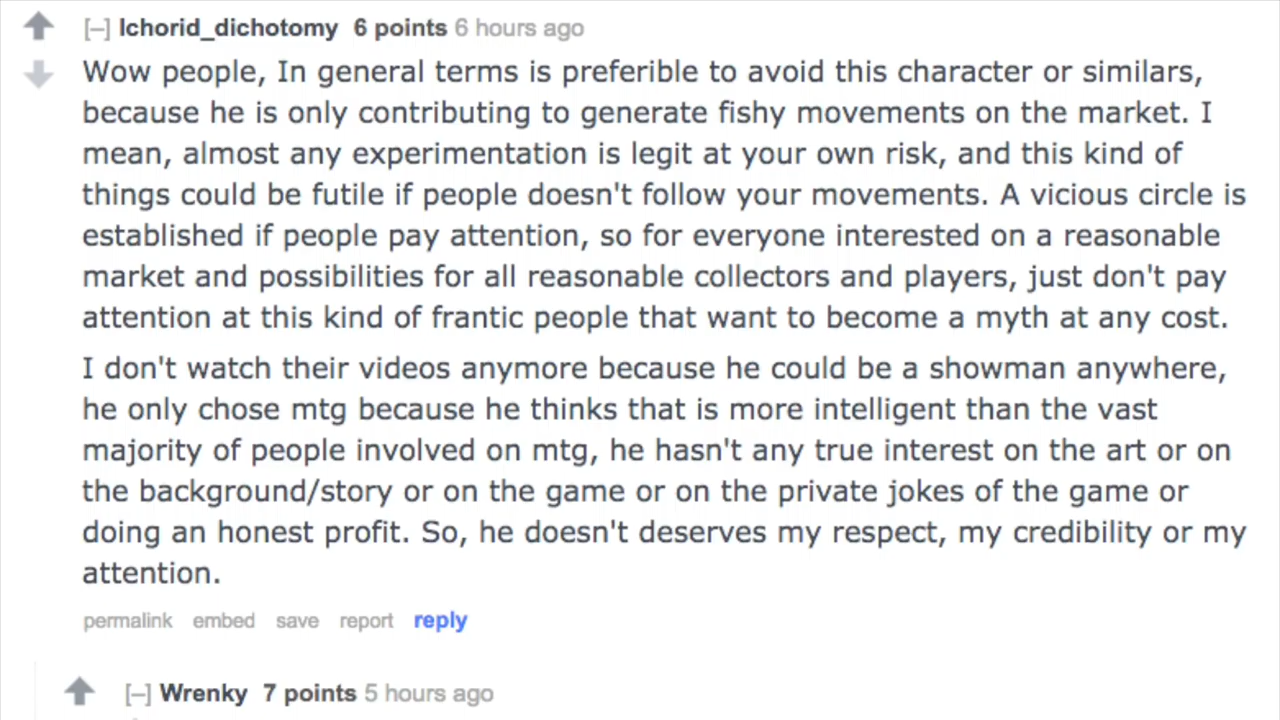 [–] Ichorid_dichotomy 6 points 6 hours ago
Wow people, In general terms is preferible to avoid this character or similars,
because he is only contributing to generate fishy movements on the market. I
mean, almost any experimentation is legit at your own risk, and this kind of
things could be futile if people doesn't follow your movements. A vicious circle is
established if people pay attention, so for everyone interested on a reasonable
market and possibilities for all reasonable collectors and players, just don't pay
attention at this kind of frantic people that want to become a myth at any cost.
I don't watch their videos anymore because he could be a showman anywhere,
he only chose mtg because he thinks that is more intelligent than the vast
majority of people involved on mtg, he hasn't any true interest on the art or on
the background/story or on the game or on the private jokes of the game or
doing an honest profit. So, he doesn't deserves my respect, my credibility or my
attention.
permalink embed save report reply
[–] Wrenky 7 points 5 hours ago